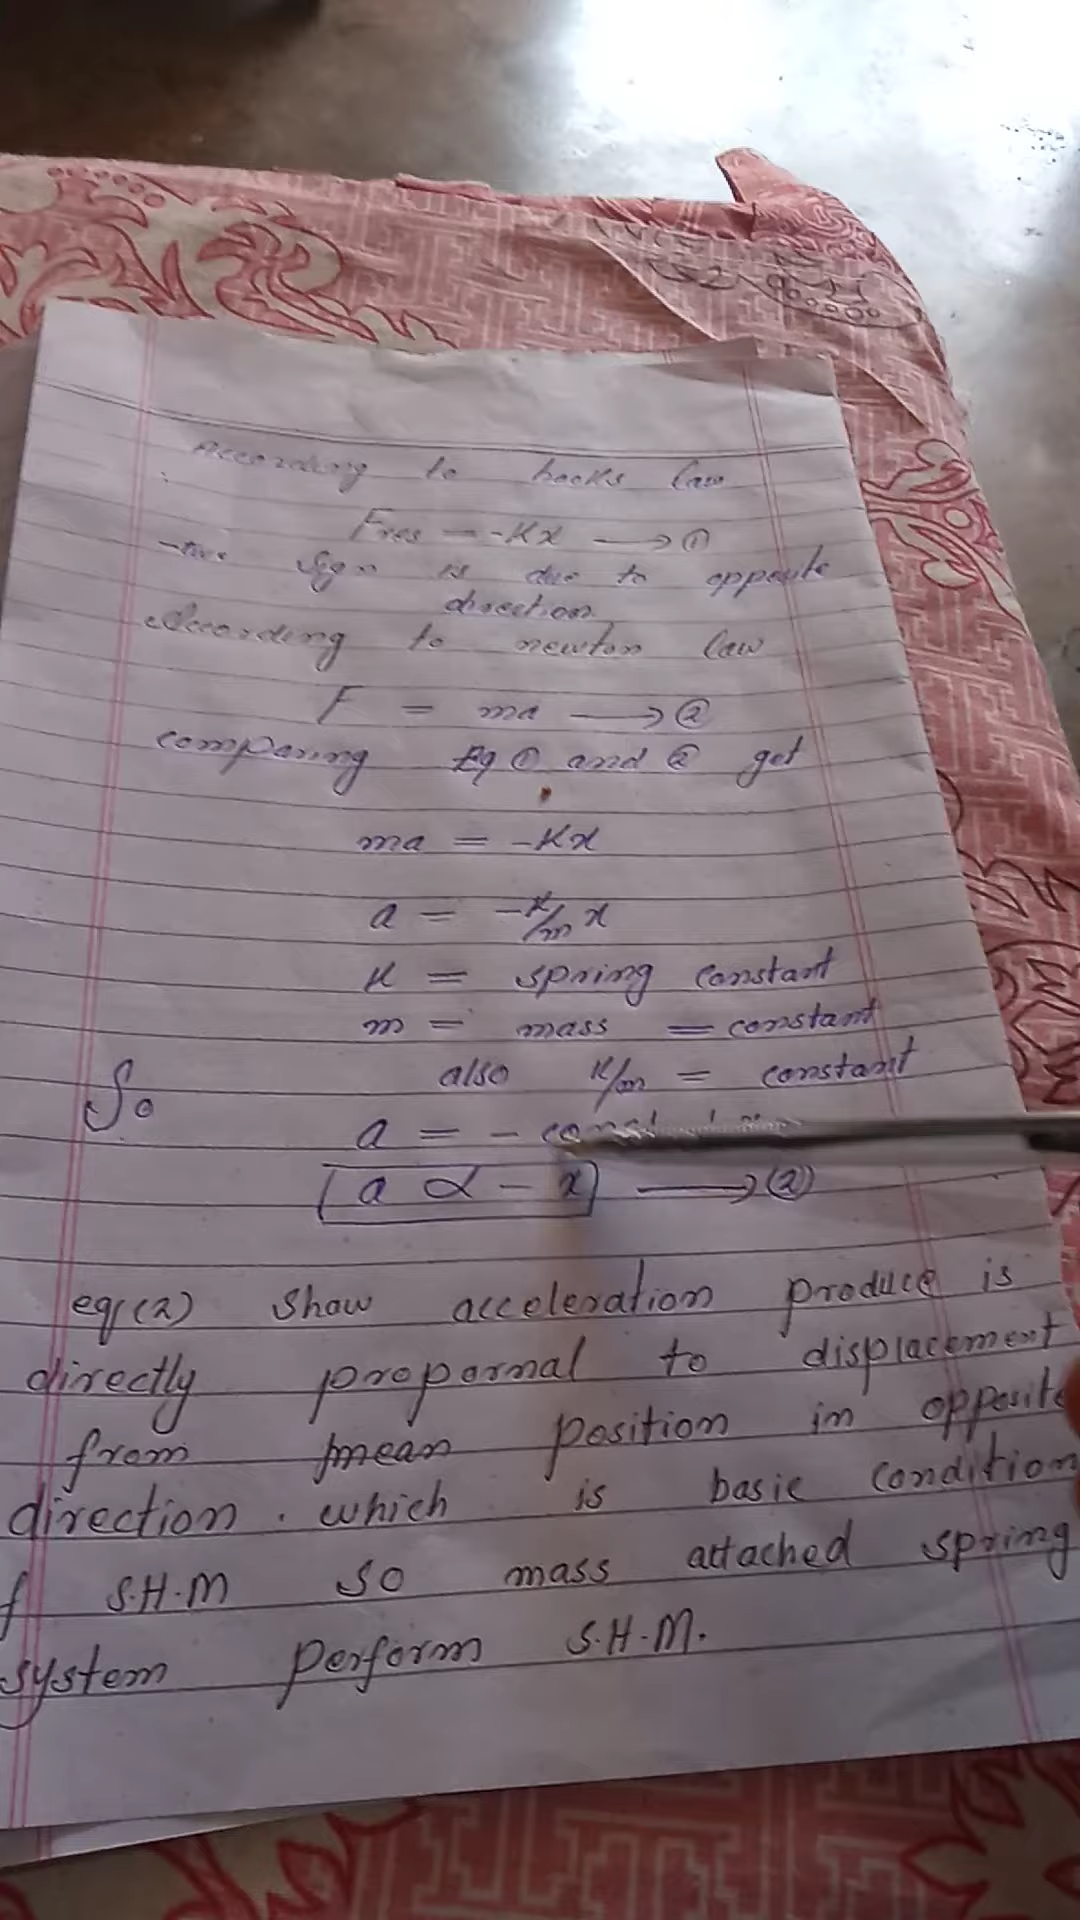 According to hooks law
Fres = -Kx → ①
-tive sign is due to opposite
direction
According to newton law
F = ma → ②
comparing Eq ① and ② get
ma = -Kx
a = -K/m x
K = spring constant
m = mass = constant
also K/m = constant
So
a = -
a α - x → (2)
eq(2) show acceleration produce is
directly propornal to displacement
from mean position in opposite
direction. which is basic condition
f S.H.M so mass attached spring
system perform S.H.M.